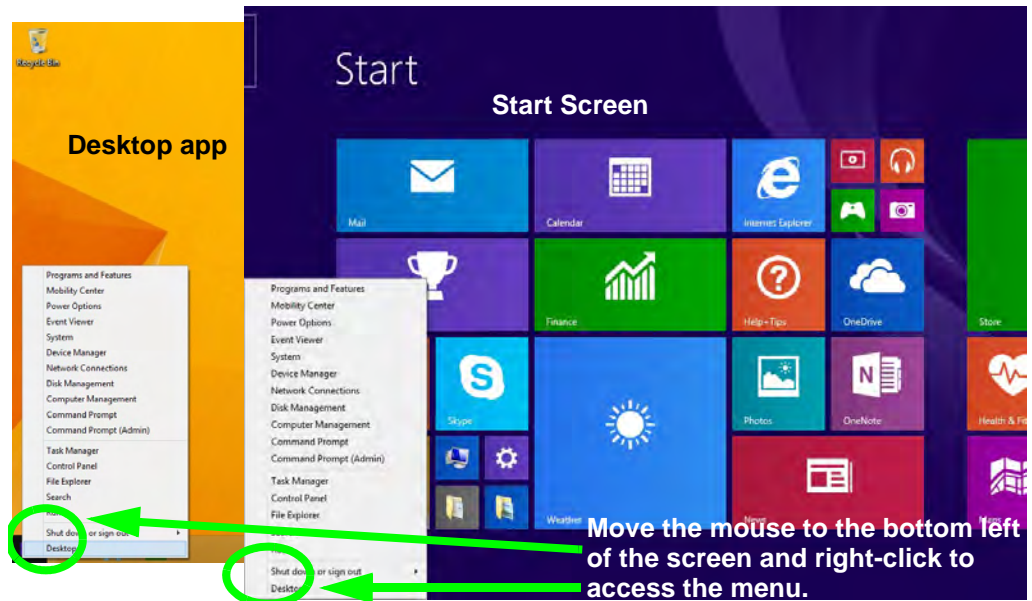 Recycle Bin
Desktop app
Programs and Features
Mobility Center
Power Options
Event Viewer
System
Device Manager
Network Connections
Disk Management
Computer Management
Command Prompt
Command Prompt (Admin)
Task Manager
Control Panel
File Explorer
Search
Shut down or sign out
Desktop
Start
Start Screen
Mail
Calendar
Internet Explorer
Finance
Help+Tips
OneDrive
Store
Programs and Features
Mobility Center
Power Options
Event Viewer
System
Device Manager
Network Connections
Disk Management
Computer Management
Command Prompt
Command Prompt (Admin)
Task Manager
Control Panel
File Explorer
Shut down or sign out
Desktop
Skype
Photos
OneNote
Health &
Weather
News
Move the mouse to the bottom left
of the screen and right-click to
access the menu.